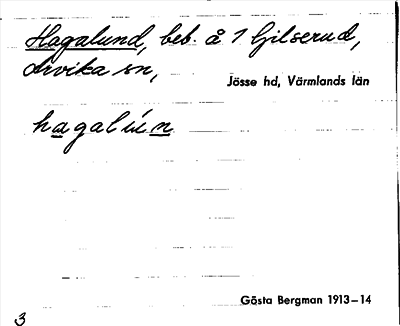 Hagalund, beb. å 1 Gilserud,
Arvika sn,
Jösse hd, Värmlands län
hagalún
Gösta Bergman 1913–14
3